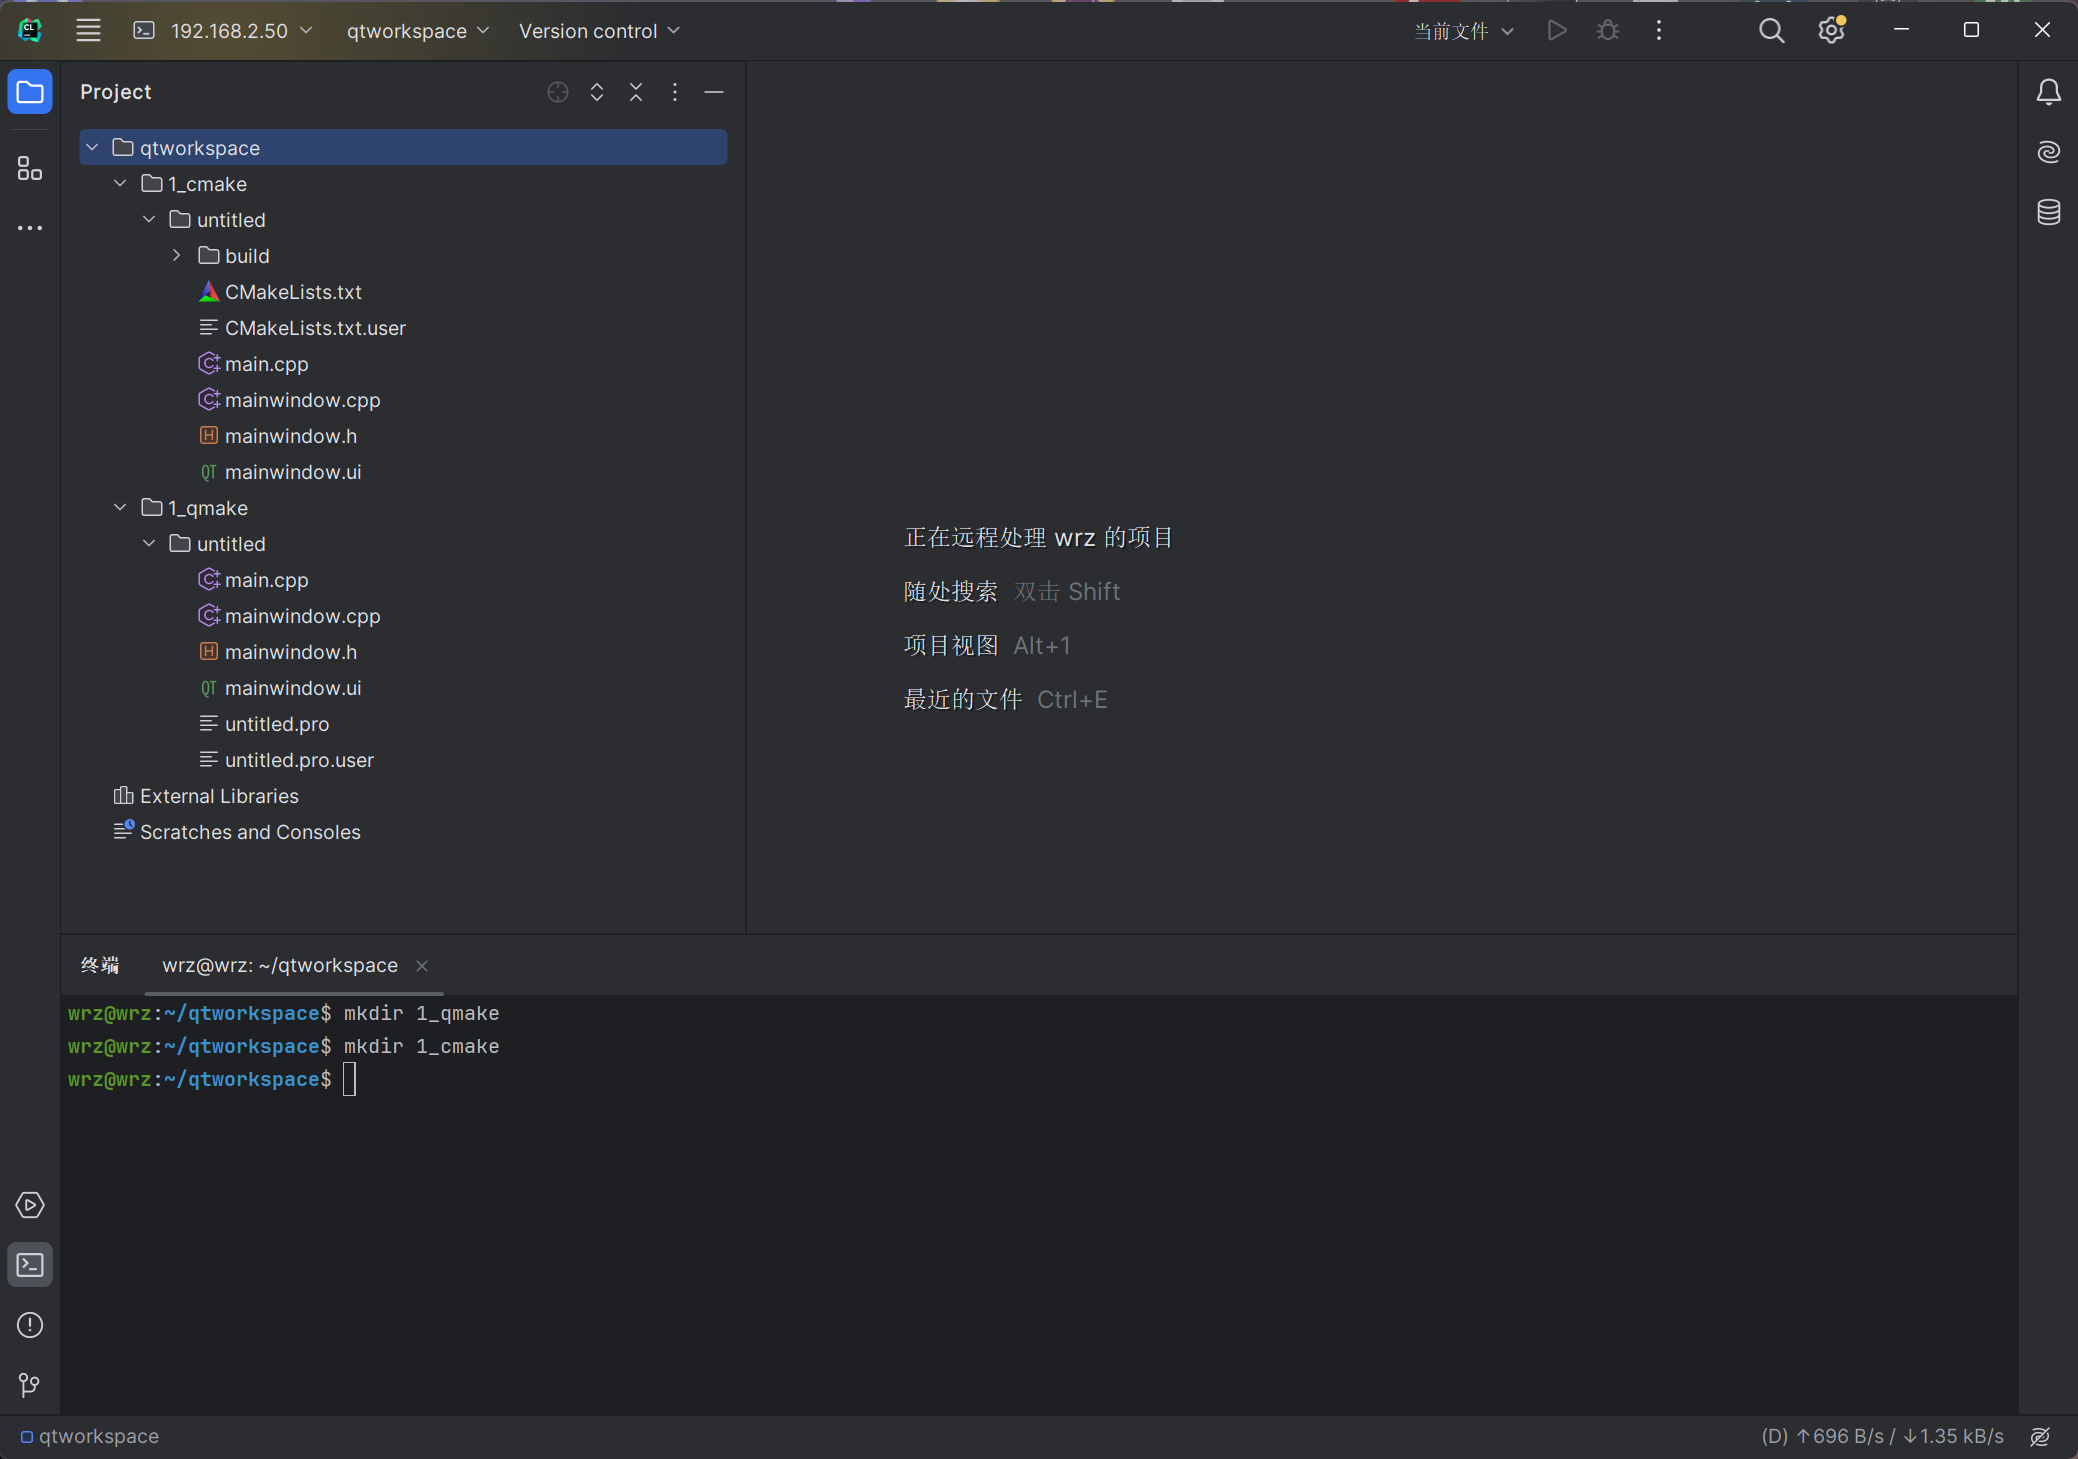 192.168.2.50
qtworkspace
Version control
当前文件
Project
qtworkspace
1_cmake
untitled
build
CMakeLists.txt
CMakeLists.txt.user
main.cpp
mainwindow.cpp
mainwindow.h
mainwindow.ui
1_qmake
untitled
main.cpp
mainwindow.cpp
mainwindow.h
mainwindow.ui
untitled.pro
untitled.pro.user
External Libraries
Scratches and Consoles
正在远程处理 wrz 的项目
随处搜索 双击 Shift
项目视图 Alt+1
最近的文件 Ctrl+E
终端
wrz@wrz: ~/qtworkspace
wrz@wrz:~/qtworkspace$ mkdir 1_qmake
wrz@wrz:~/qtworkspace$ mkdir 1_cmake
wrz@wrz:~/qtworkspace$
qtworkspace
(D) ↑696 B/s / ↓1.35 kB/s